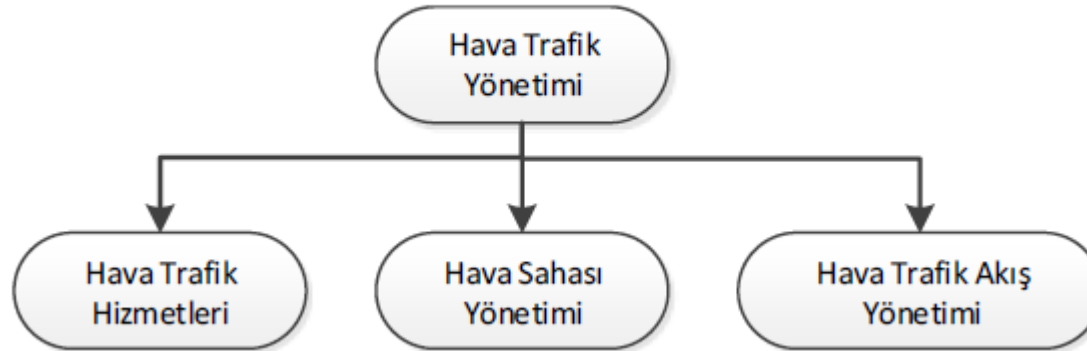 Hava Trafik
Yönetimi
Hava Trafik
Hizmetleri
Hava Sahası
Yönetimi
Hava Trafik Akış
Yönetimi